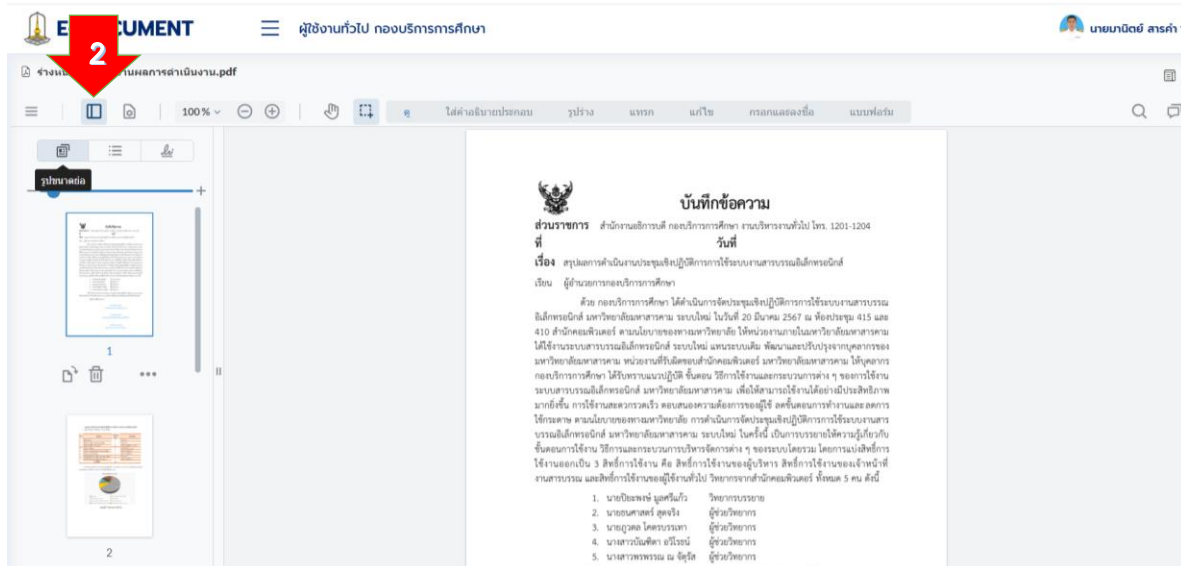 2
UMENT
ผู้ใช้งานทั่วไป กองบริการการศึกษา
นายมานิตย์ สารคำ
งานผลการดำเนินงาน.pdf
100 %
ดู ใส่คำอธิบายประกอบ รูปร่าง แทรก แก้ไข กรอกและลงชื่อ แบบฟอร์ม
รูปขนาดย่อ
1
2
บันทึกข้อความ
ส่วนราชการ สำนักงานอธิการบดี กองบริการการศึกษา งานบริหารงานทั่วไป โทร. 1201-1204
ที่ วันที่
เรื่อง สรุปผลการดำเนินงานประชุมเชิงปฏิบัติการการใช้ระบบงานสารบรรณอิเล็กทรอนิกส์
เรียน ผู้อำนวยการกองบริการการศึกษา
ด้วย กองบริการการศึกษา ได้ดำเนินการจัดประชุมเชิงปฏิบัติการการใช้ระบบงานสารบรรณ
อิเล็กทรอนิกส์ มหาวิทยาลัยมหาสารคาม ระบบใหม่ ในวันที่ 20 มีนาคม 2567 ณ ห้องประชุม 415 และ
410 สำนักคอมพิวเตอร์ ตามนโยบายของทางมหาวิทยาลัย ให้หน่วยงานภายในมหาวิทยาลัยมหาสารคาม
ได้ใช้งานระบบสารบรรณอิเล็กทรอนิกส์ ระบบใหม่ แทนระบบเดิม พัฒนาและปรับปรุงจากบุคลากรของ
มหาวิทยาลัยมหาสารคาม หน่วยงานที่รับผิดชอบสำนักคอมพิวเตอร์ มหาวิทยาลัยมหาสารคาม ให้บุคลากร
กองบริการการศึกษา ได้รับทราบแนวปฏิบัติ ขั้นตอน วิธีการใช้งานและกระบวนการต่าง ๆ ของการใช้งาน
ระบบสารบรรณอิเล็กทรอนิกส์ มหาวิทยาลัยมหาสารคาม เพื่อให้สามารถใช้งานได้อย่างมีประสิทธิภาพ
มากยิ่งขึ้น การใช้งานสะดวกรวดเร็ว ตอบสนองความต้องการของผู้ใช้ ลดขั้นตอนการทำงานและลดการ
ใช้กระดาษ ตามนโยบายของทางมหาวิทยาลัย การดำเนินการจัดประชุมเชิงปฏิบัติการการใช้ระบบงานสาร
บรรณอิเล็กทรอนิกส์ มหาวิทยาลัยมหาสารคาม ระบบใหม่ ในครั้งนี้ เป็นการบรรยายให้ความรู้เกี่ยวกับ
ขั้นตอนการใช้งาน วิธีการและกระบวนการบริหารจัดการต่าง ๆ ของระบบโดยรวม โดยการแบ่งสิทธิ์การ
ใช้งานออกเป็น 3 สิทธิ์การใช้งาน คือ สิทธิ์การใช้งานของผู้บริหาร สิทธิ์การใช้งานของเจ้าหน้าที่
งานสารบรรณ และสิทธิ์การใช้งานของผู้ใช้งานทั่วไป วิทยากรจากสำนักคอมพิวเตอร์ ทั้งหมด 5 คน ดังนี้
1. นายปิยะพงษ์ มูลศรีแก้ว วิทยากรบรรยาย
2. นายธนศาสตร์ สุดจริง ผู้ช่วยวิทยากร
3. นายภูวดล โคตรบรรเทา ผู้ช่วยวิทยากร
4. นางสาวบัณฑิตา อวิโรธน์ ผู้ช่วยวิทยากร
5. นางสาวพรพรรณ ณ จัตุรัส ผู้ช่วยวิทยากร